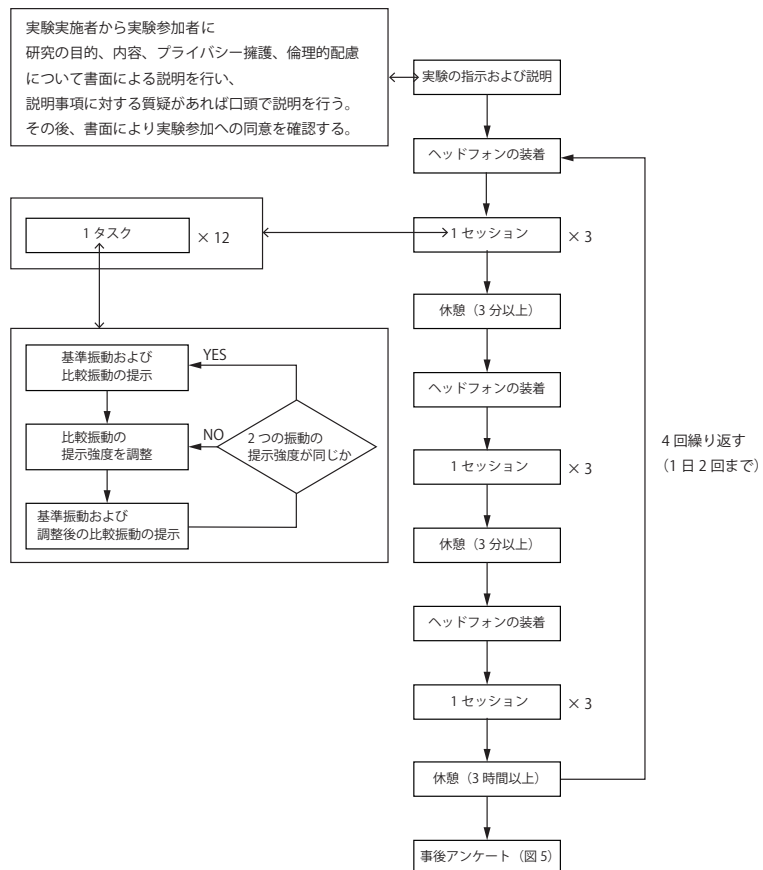 実験実施者から実験参加者に
研究の目的、内容、プライバシー擁護、倫理的配慮
について書面による説明を行い、
説明事項に対する質疑があれば口頭で説明を行う。
その後、書面により実験参加への同意を確認する。
実験の指示および説明
ヘッドフォンの装着
1 タスク
× 12
1 セッション
× 3
休憩（3 分以上）
基準振動および
比較振動の提示
YES
比較振動の
提示強度を調整
NO
2 つの振動の
提示強度が同じか
基準振動および
調整後の比較振動の提示
ヘッドフォンの装着
1 セッション
× 3
休憩（3 分以上）
ヘッドフォンの装着
1 セッション
× 3
休憩（3 時間以上）
4 回繰り返す
（1 日 2 回まで）
事後アンケート（図 5）